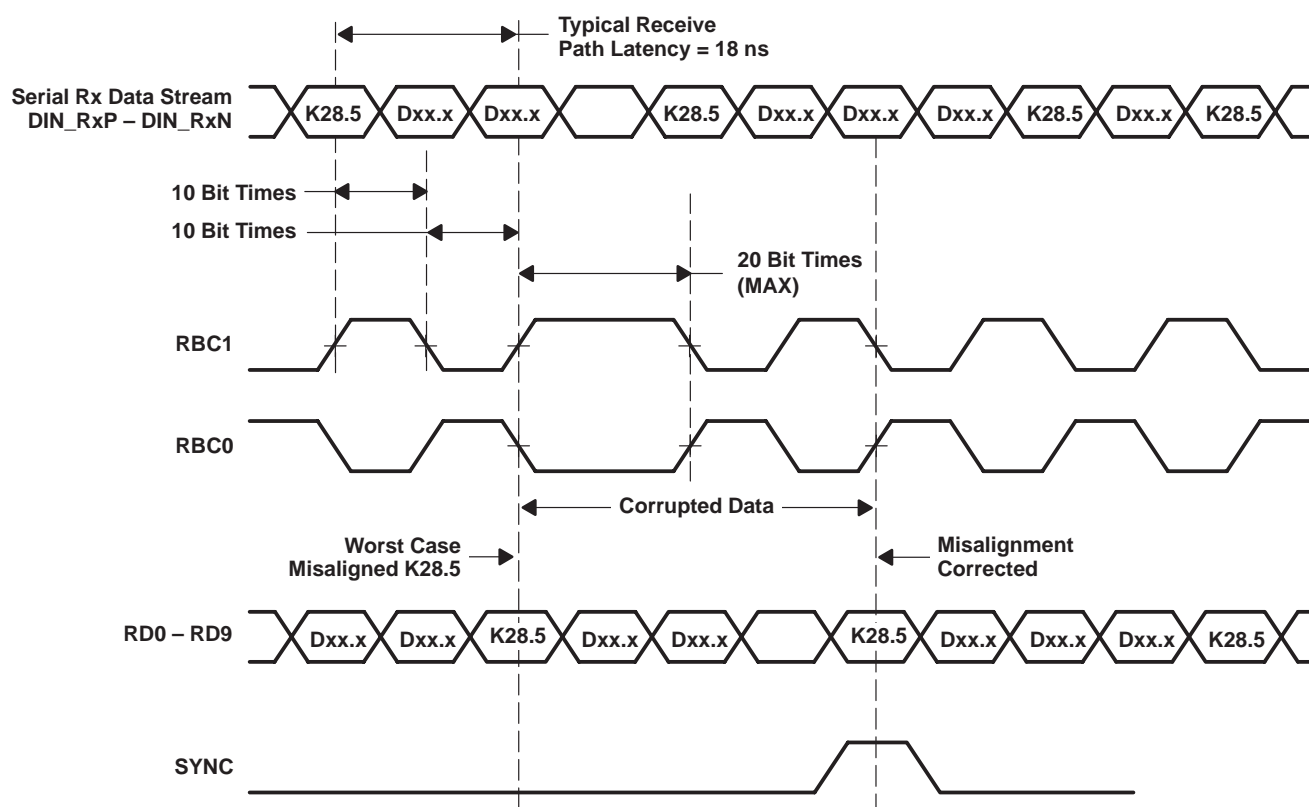 Typical Receive
Path Latency = 18 ns
Serial Rx Data Stream
DIN_RxP – DIN_RxN
K28.5 Dxx.x Dxx.x K28.5 Dxx.x Dxx.x Dxx.x K28.5 Dxx.x K28.5
10 Bit Times
10 Bit Times
20 Bit Times
(MAX)
RBC1
RBC0
Corrupted Data
Worst Case
Misaligned K28.5
Misalignment
Corrected
RD0 – RD9
Dxx.x Dxx.x K28.5 Dxx.x Dxx.x K28.5 Dxx.x Dxx.x Dxx.x K28.5
SYNC